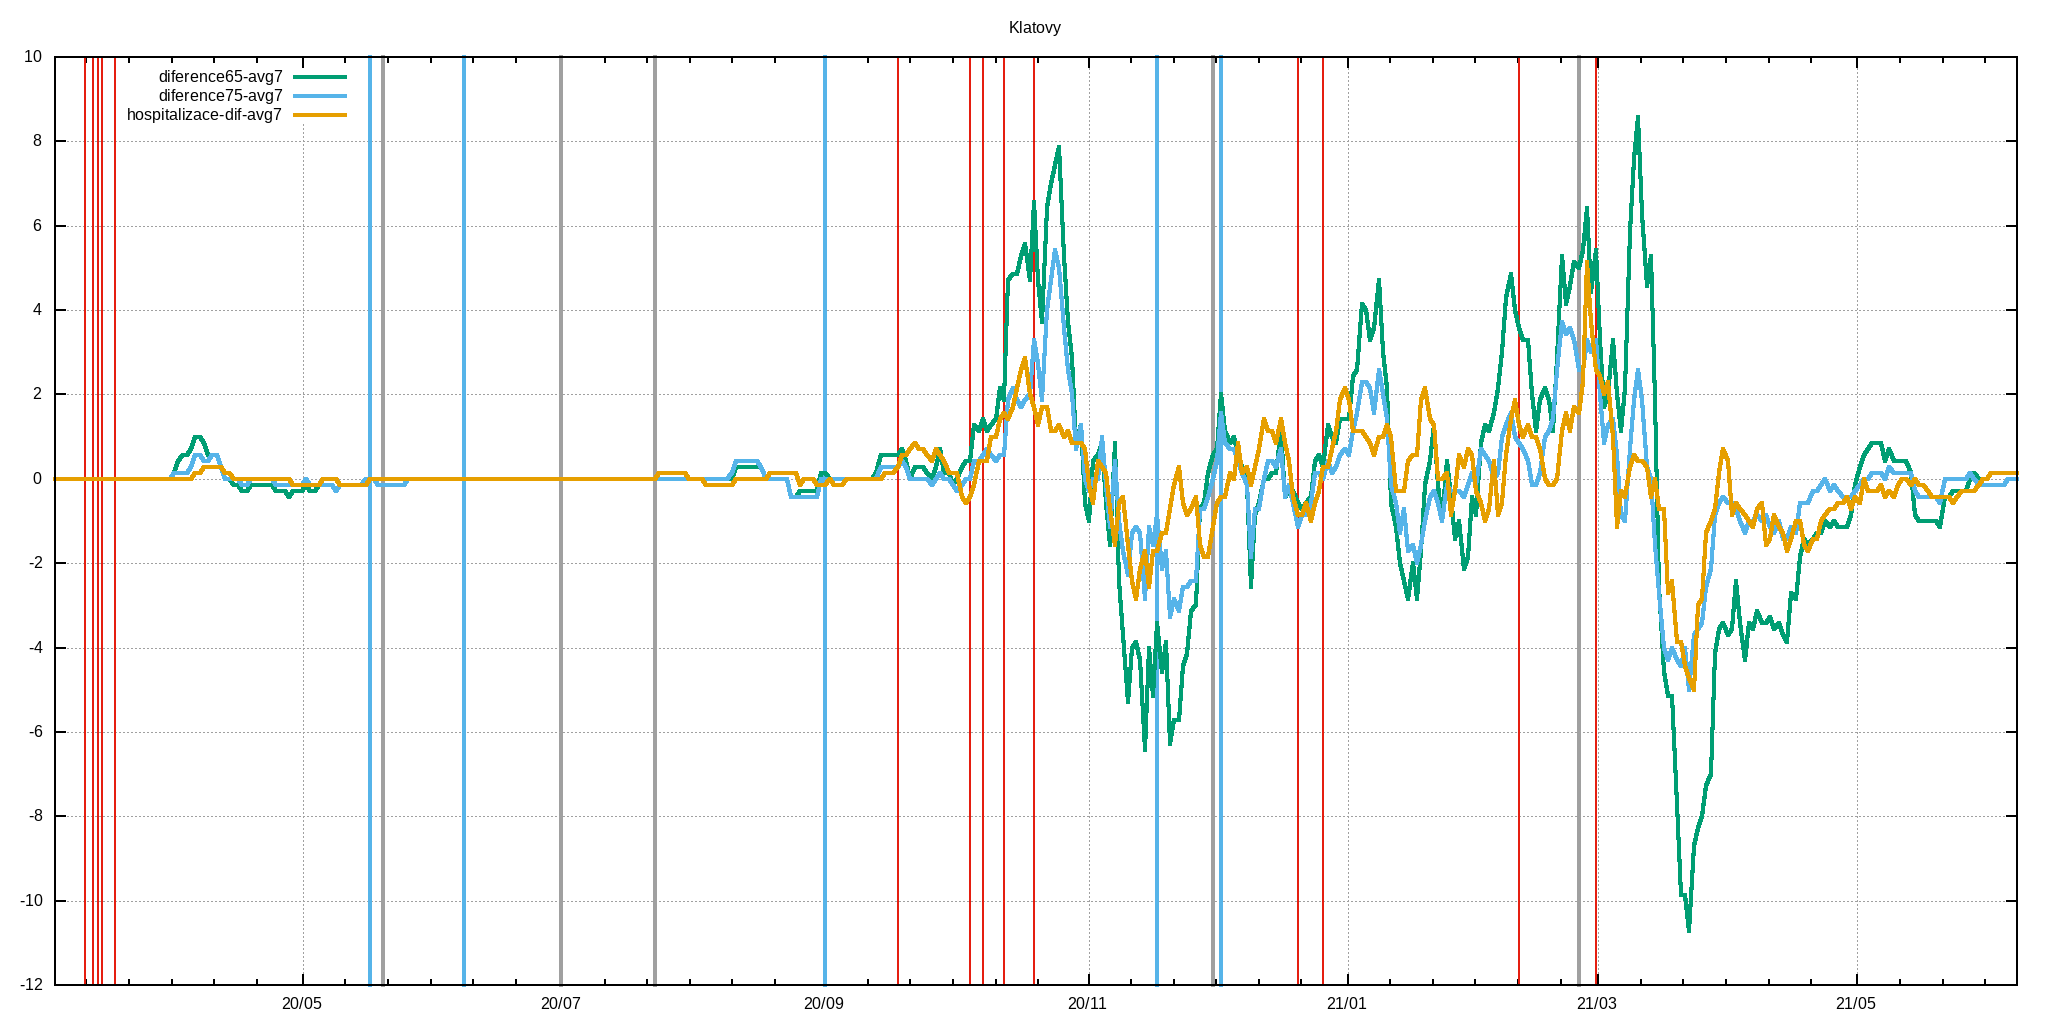 Klatovy
10
8
6
4
2
0
-2
-4
-6
-8
-10
-12
diference65-avg7
diference75-avg7
hospitalizace-dif-avg7
20/05 20/07 20/09 20/11 21/01 21/03 21/05